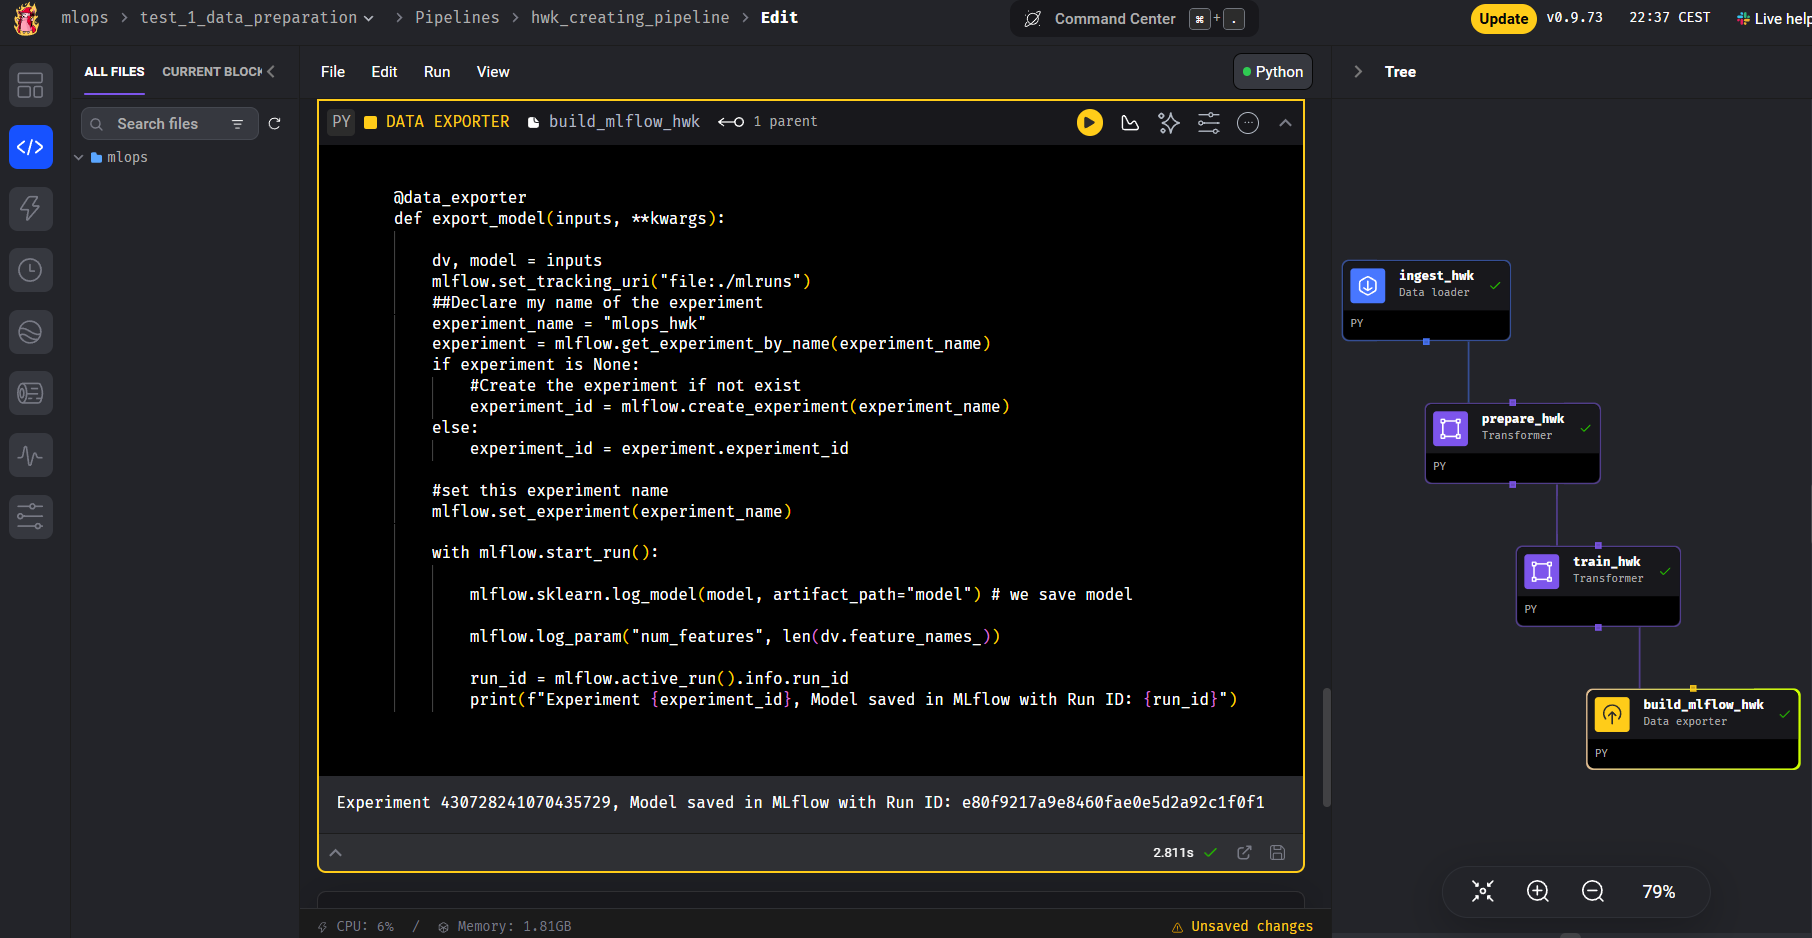 mlops > test_1_data_preparation > Pipelines > hwk_creating_pipeline > Edit
Command Center ⌘ + .
Update v0.9.73 22:37 CEST Live help
ALL FILES CURRENT BLOCK
Search files
mlops
File Edit Run View
Python
Tree
PY DATA EXPORTER build_mlflow_hwk 1 parent
@data_exporter
def export_model(inputs, **kwargs):
dv, model = inputs
mlflow.set_tracking_uri("file:./mlruns")
##Declare my name of the experiment
experiment_name = "mlops_hwk"
experiment = mlflow.get_experiment_by_name(experiment_name)
if experiment is None:
#Create the experiment if not exist
experiment_id = mlflow.create_experiment(experiment_name)
else:
experiment_id = experiment.experiment_id
#set this experiment name
mlflow.set_experiment(experiment_name)
with mlflow.start_run():
mlflow.sklearn.log_model(model, artifact_path="model") # we save model
mlflow.log_param("num_features", len(dv.feature_names_))
run_id = mlflow.active_run().info.run_id
print(f"Experiment {experiment_id}, Model saved in MLflow with Run ID: {run_id}")
Experiment 430728241070435729, Model saved in MLflow with Run ID: e80f9217a9e8460fae0e5d2a92c1f0f1
2.811s
CPU: 6% / Memory: 1.81GB
Unsaved changes
ingest_hwk
Data loader
PY
prepare_hwk
Transformer
PY
train_hwk
Transformer
PY
build_mlflow_hwk
Data exporter
PY
79%